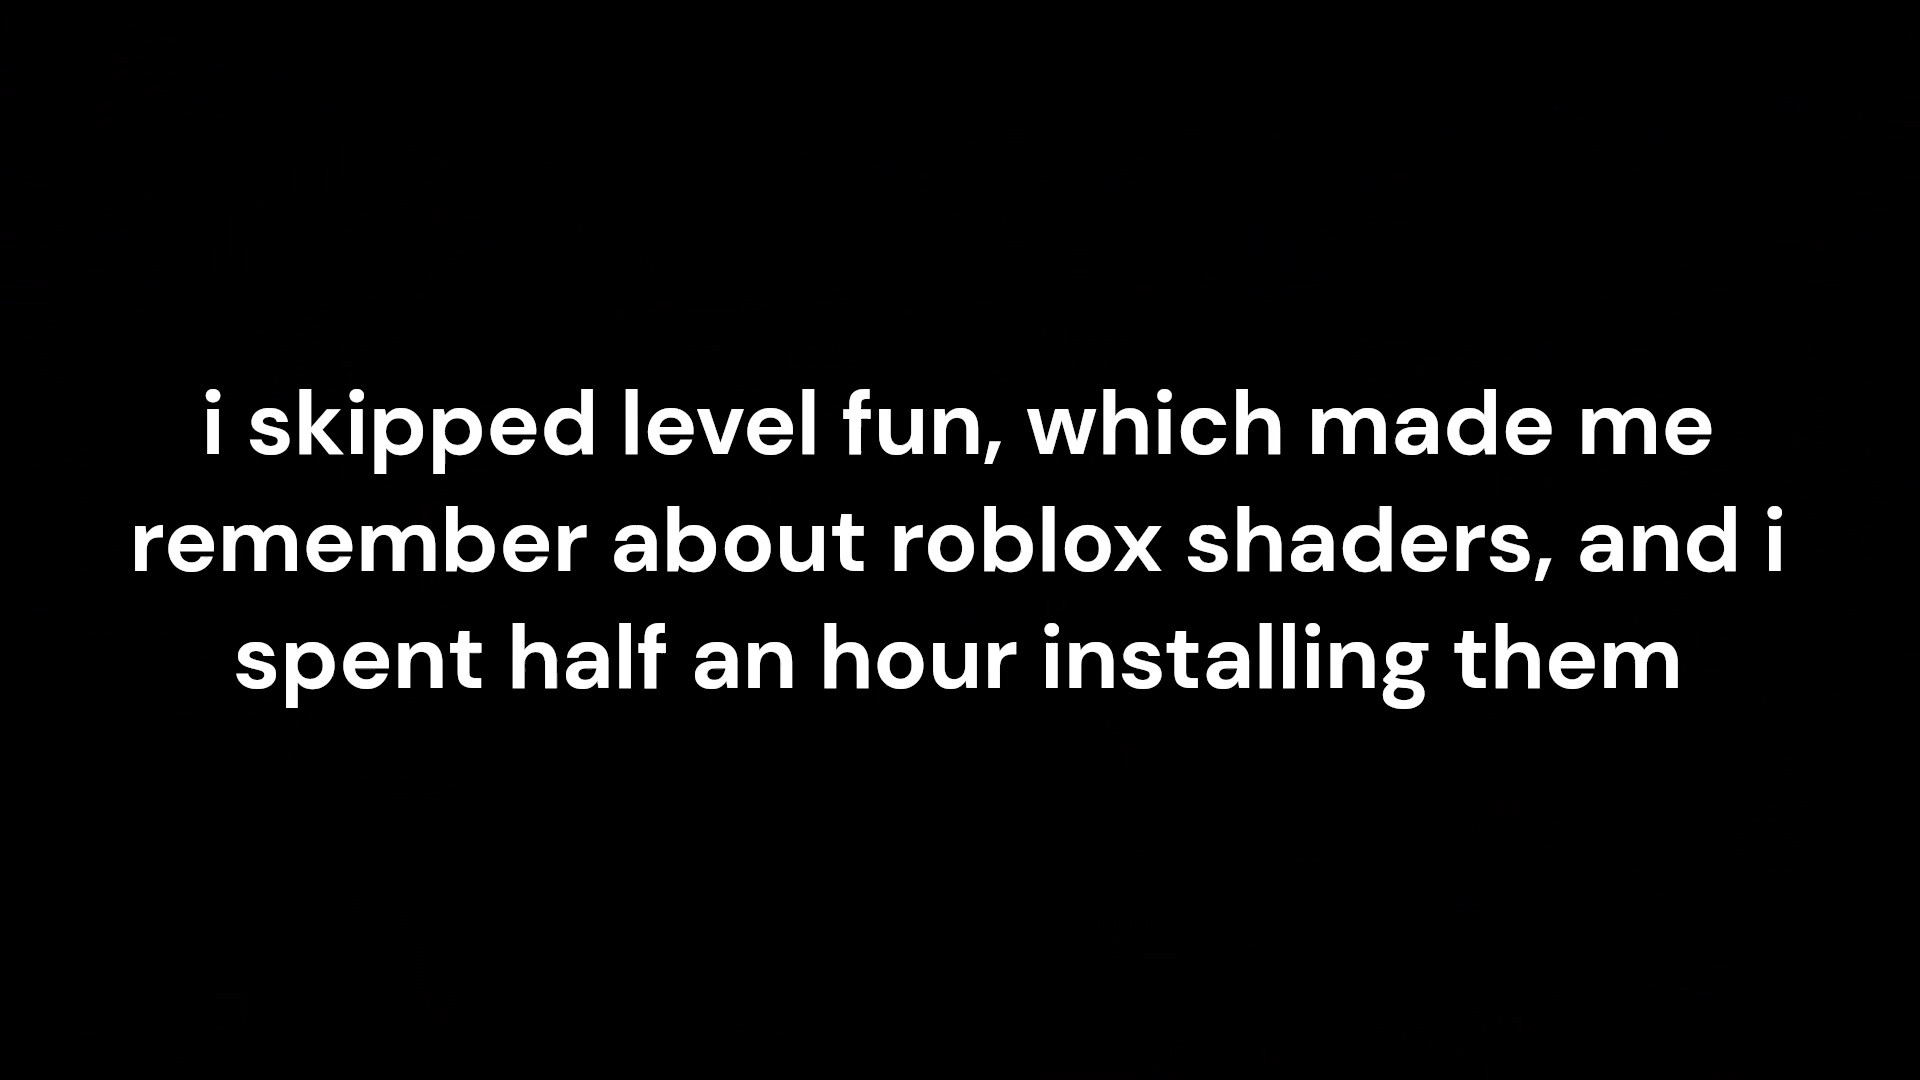 i skipped level fun, which made me
remember about roblox shaders, and i
spent half an hour installing them